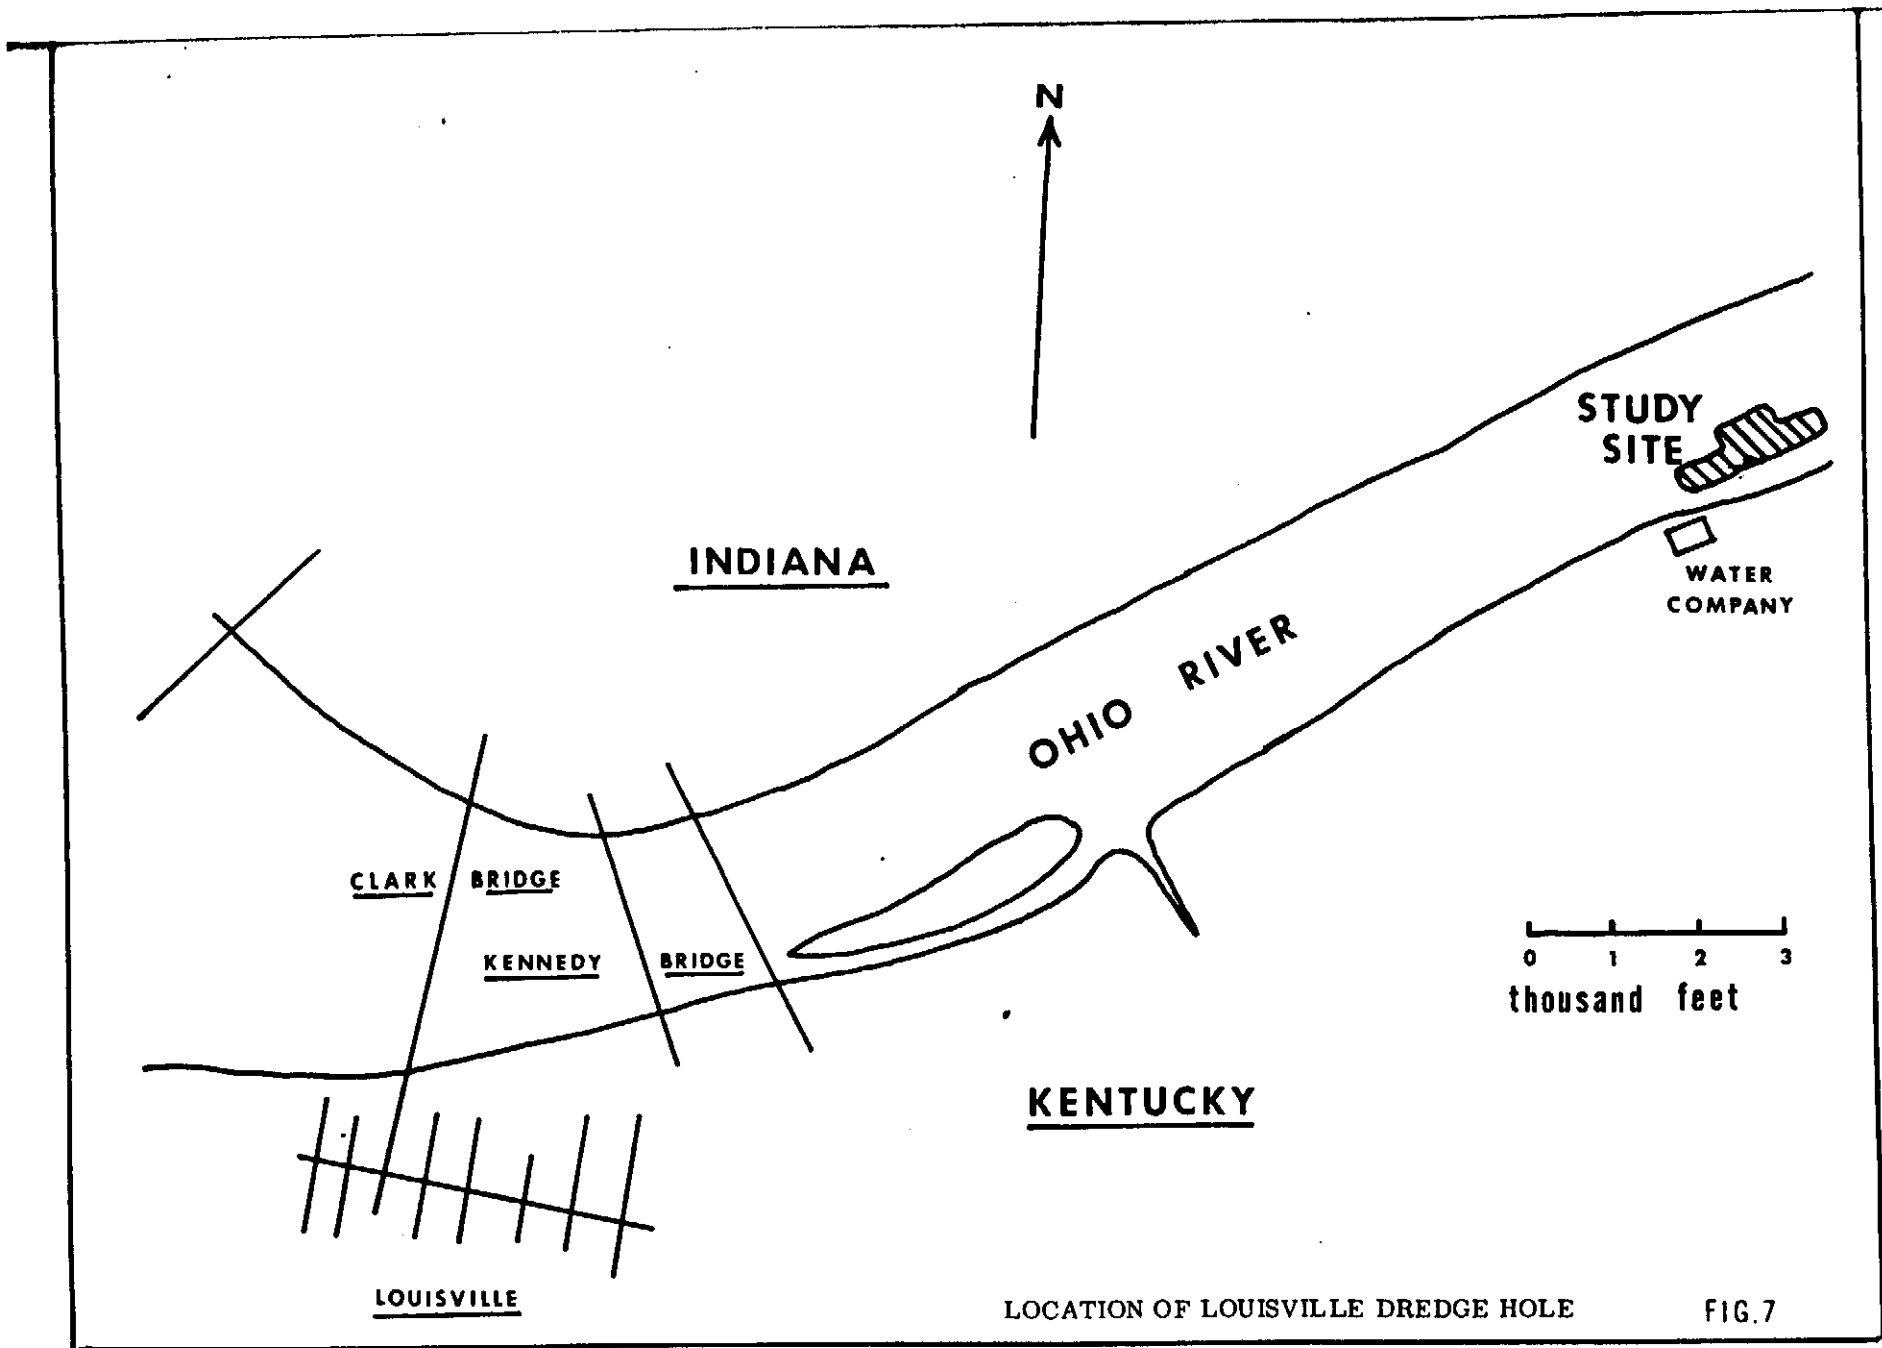 N
STUDY
SITE
INDIANA
WATER
COMPANY
OHIO RIVER
CLARK BRIDGE
KENNEDY BRIDGE
0 1 2 3
thousand feet
KENTUCKY
LOUISVILLE
LOCATION OF LOUISVILLE DREDGE HOLE FIG.7